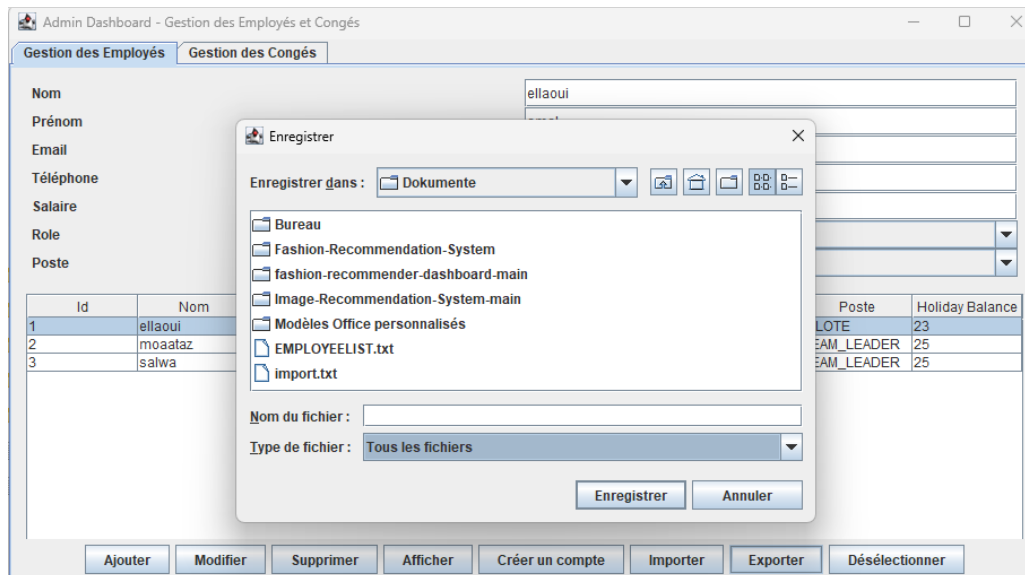 Admin Dashboard - Gestion des Employés et Congés
Gestion des Employés Gestion des Congés
Nom ellaoui
Prénom
Email
Téléphone
Salaire
Role
Poste
Enregistrer
Enregistrer dans : Dokumente
Bureau
Fashion-Recommendation-System
fashion-recommender-dashboard-main
Image-Recommendation-System-main
Modèles Office personnalisés
EMPLOYEELIST.txt
import.txt
Nom du fichier :
Type de fichier : Tous les fichiers
Enregistrer Annuler
Id Nom Poste Holiday Balance
1 ellaoui LOTE 23
2 moaataz EAM_LEADER 25
3 salwa EAM_LEADER 25
Ajouter Modifier Supprimer Afficher Créer un compte Importer Exporter Désélectionner